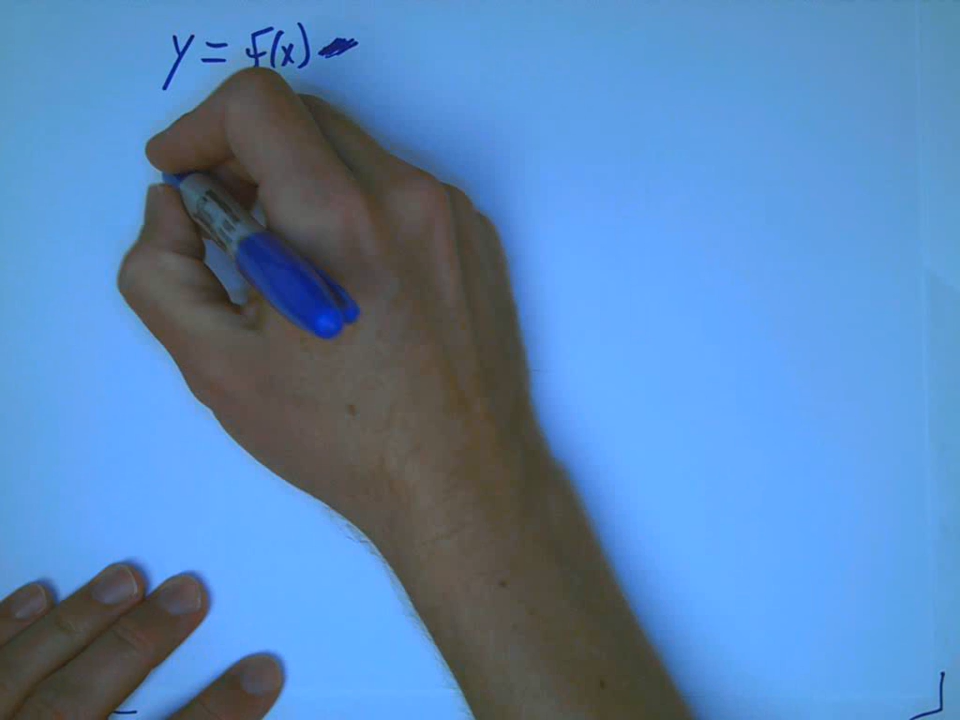 y = f(x)